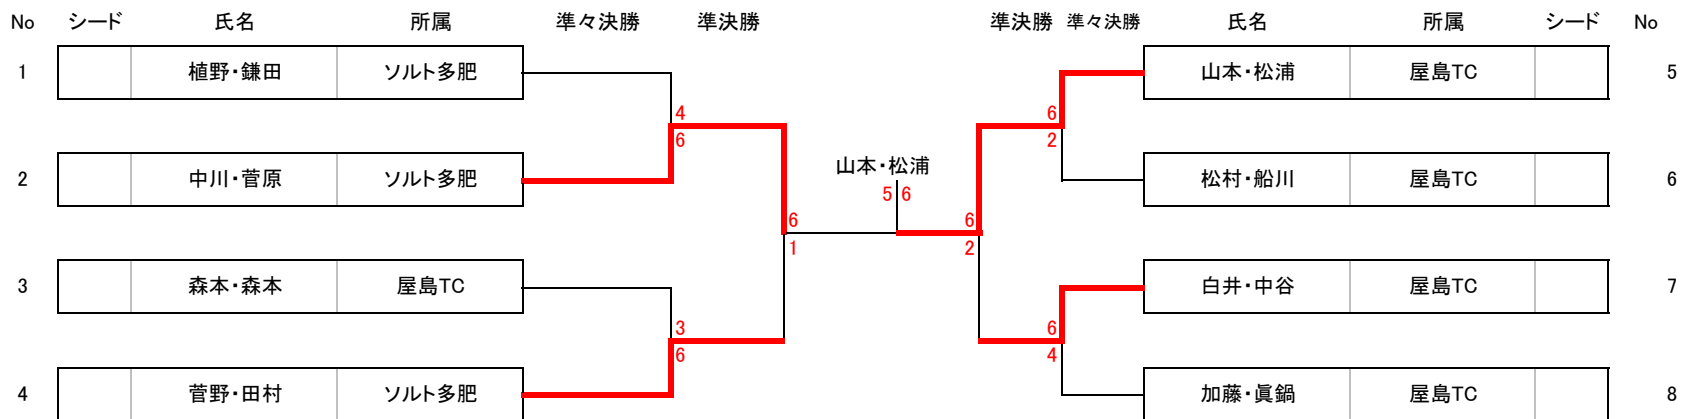 No シード 氏名 所属 準々決勝 準決勝 準決勝 準々決勝 氏名 所属 シード No
1 植野・鎌田 ソルト多肥 山本・松浦 屋島TC 5
4 6
6 2
2 中川・菅原 ソルト多肥 山本・松浦 松村・船川 屋島TC 6
5 6
6 6
1 2
3 森本・森本 屋島TC 白井・中谷 屋島TC 7
3 6
6 4
4 菅野・田村 ソルト多肥 加藤・眞鍋 屋島TC 8